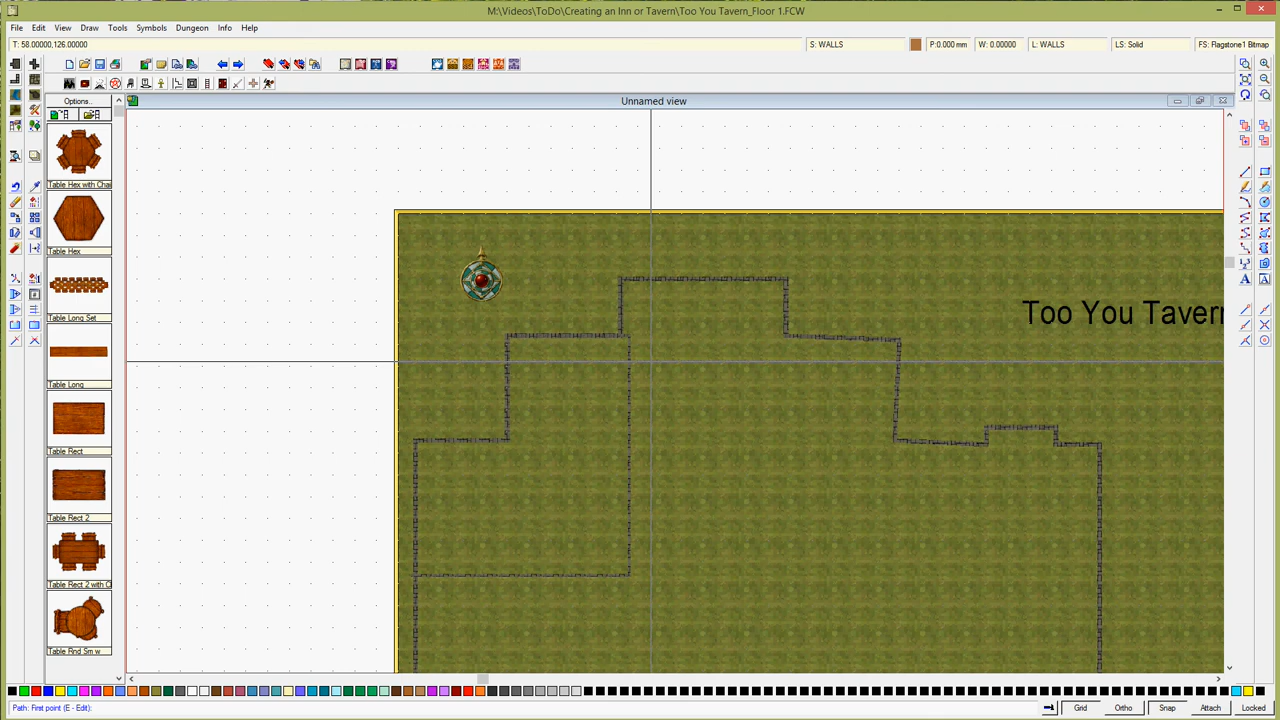 M:\Videos\ToDo\Creating an Inn or Tavern\Too You Tavern_Floor 1.FCW
File Edit View Draw Tools Symbols Dungeon Info Help
T: 58.00000,126.00000 S: WALLS P:0.000 mm W: 0.00000 L: WALLS LS: Solid FS: Flagstone1 Bitmap
Options..
Unnamed view
Table Hex with Chai
Table Hex
Table Long Set
Table Long
Table Rect
Table Rect 2
Table Rect 2 with C
Table Rnd Sm w
Too You Tavern
Path: First point (E - Edit):
Grid Ortho Snap Attach Locked